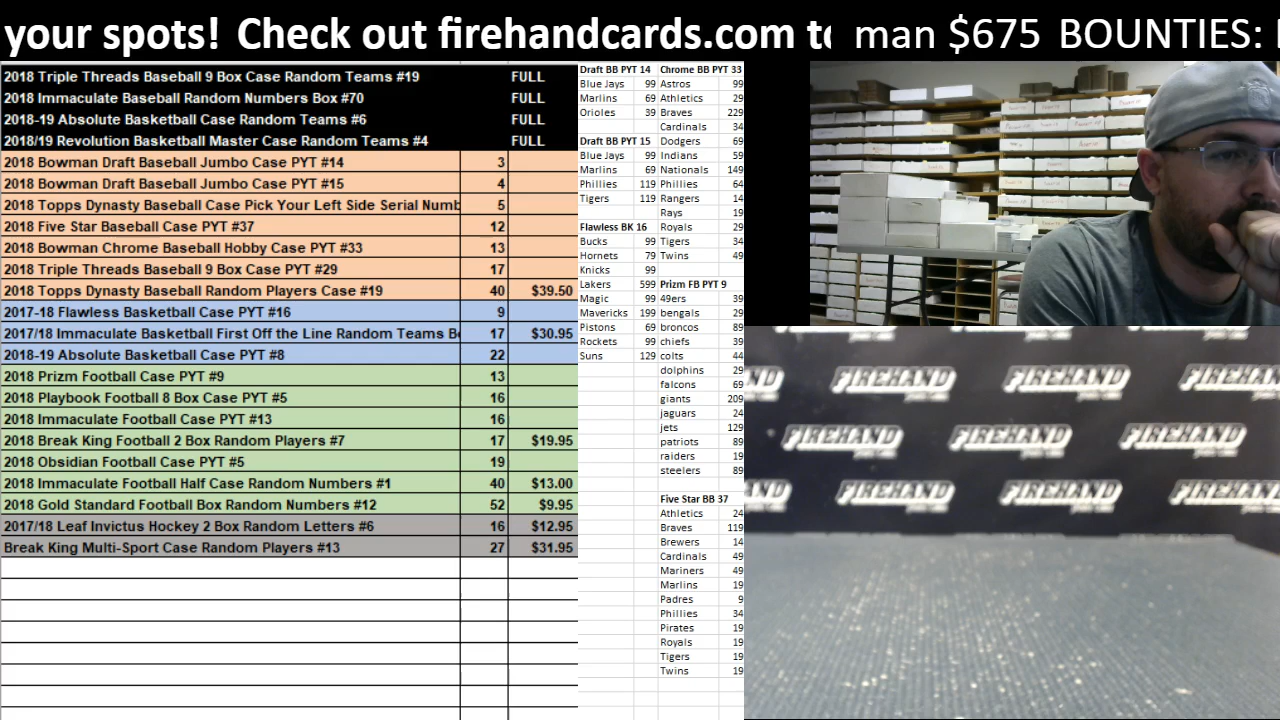 your spots! Check out firehandcards.com
man $675 BOUNTIES:
2018 Triple Threads Baseball 9 Box Case Random Teams #19 FULL
2018 Immaculate Baseball Random Numbers Box #70 FULL
2018-19 Absolute Basketball Case Random Teams #6 FULL
2018/19 Revolution Basketball Master Case Random Teams #4 FULL
2018 Bowman Draft Baseball Jumbo Case PYT #14 3
2018 Bowman Draft Baseball Jumbo Case PYT #15 4
2018 Topps Dynasty Baseball Case Pick Your Left Side Serial Numb 5
2018 Five Star Baseball Case PYT #37 12
2018 Bowman Chrome Baseball Hobby Case PYT #33 13
2018 Triple Threads Baseball 9 Box Case PYT #29 17
2018 Topps Dynasty Baseball Random Players Case #19 40 $39.50
2017-18 Flawless Basketball Case PYT #16 9
2017/18 Immaculate Basketball First Off the Line Random Teams 17 $30.95
2018-19 Absolute Basketball Case PYT #8 22
2018 Prizm Football Case PYT #9 13
2018 Playbook Football 8 Box Case PYT #5 16
2018 Immaculate Football Case PYT #13 16
2018 Break King Football 2 Box Random Players #7 17 $19.95
2018 Obsidian Football Case PYT #5 19
2018 Immaculate Football Half Case Random Numbers #1 40 $13.00
2018 Gold Standard Football Box Random Numbers #12 52 $9.95
2017/18 Leaf Invictus Hockey 2 Box Random Letters #6 16 $12.95
Break King Multi-Sport Case Random Players #13 27 $31.95
Draft BB PYT 14
Blue Jays 99
Marlins 69
Orioles 39
Draft BB PYT 15
Blue Jays 99
Marlins 69
Phillies 119
Tigers 119
Flawless BK 16
Bucks 99
Hornets 79
Knicks 99
Lakers 599
Magic 99
Mavericks 199
Pistons 69
Rockets 99
Suns 129
Chrome BB PYT 33
Astros 99
Athletics 29
Braves 229
Cardinals 34
Dodgers 69
Indians 59
Nationals 149
Phillies 64
Rangers 14
Rays 19
Royals 29
Tigers 34
Twins 49
Prizm FB PYT 9
49ers 39
bengals 29
broncos 89
chiefs 39
colts 44
dolphins 29
falcons 69
giants 209
jaguars 24
jets 129
patriots 89
raiders 19
steelers 89
Five Star BB 37
Athletics 24
Braves 119
Brewers 14
Cardinals 49
Mariners 49
Marlins 19
Padres 9
Phillies 34
Pirates 19
Royals 19
Tigers 19
Twins 19
FIREHAND FIREHAND FIREHAND
FIREHAND FIREHAND FIREHAND
FIREHAND FIREHAND FIREHAND